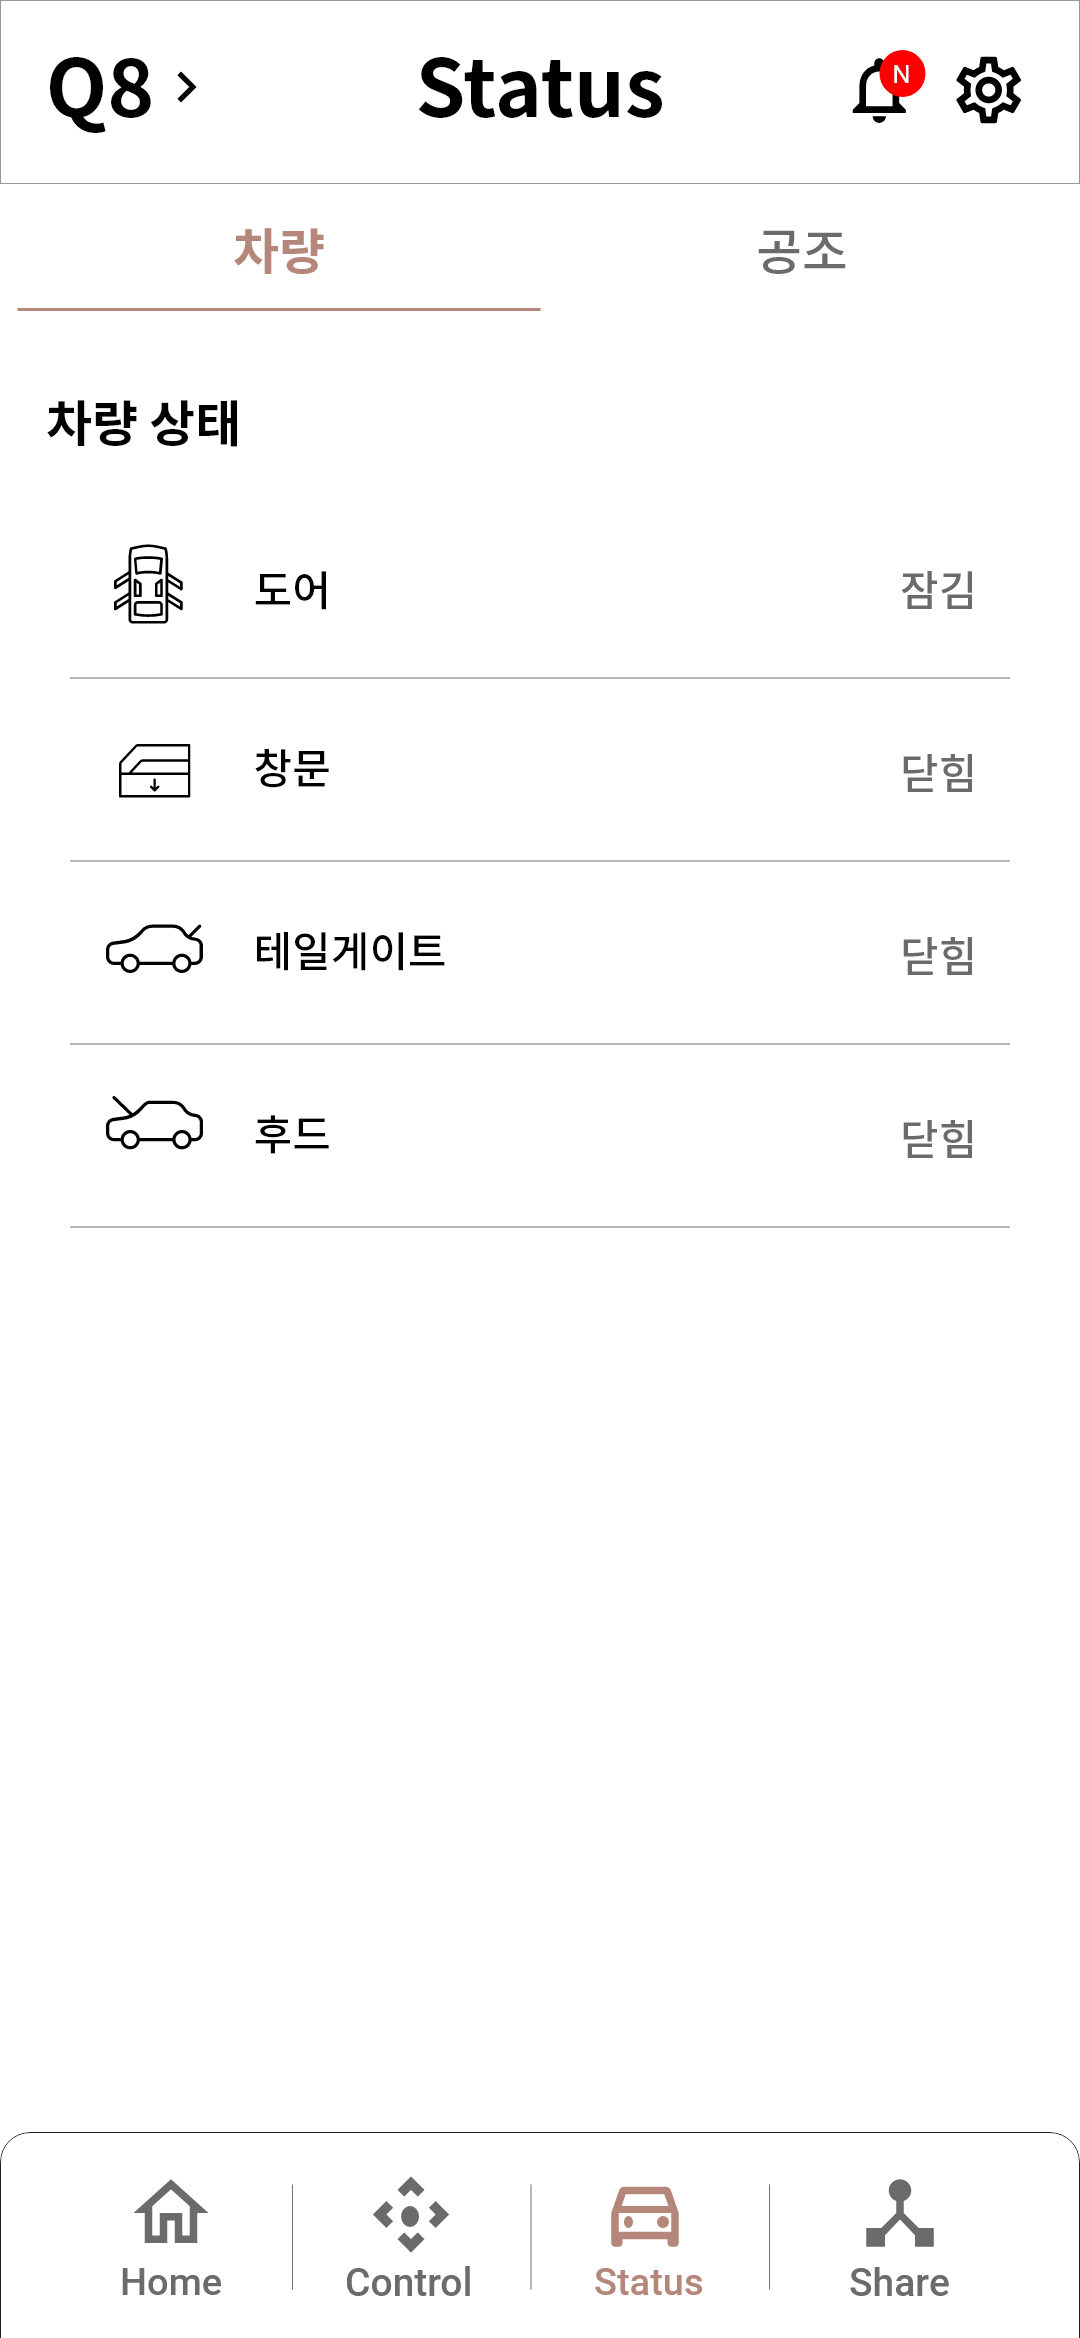 Q8 Status N
차량 공조
차량 상태
도어 잠김
창문 닫힘
테일게이트 닫힘
후드 닫힘
Home Control Status Share